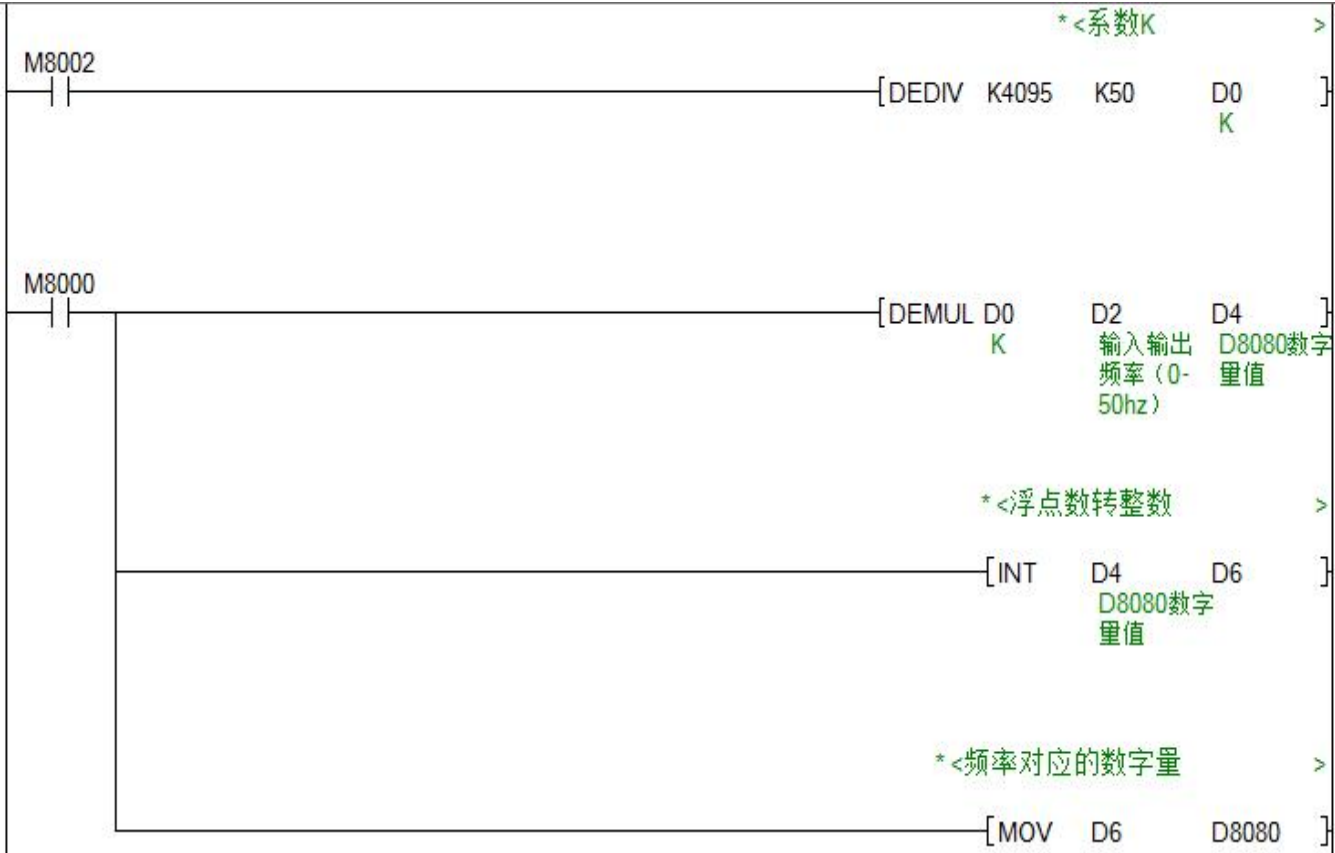 *<系数K >
M8002
[DEDIV K4095 K50 D0 ]
K
M8000
[DEMUL D0 D2 D4 ]
K 输入输出 D8080数字
频率（0- 量值
50hz）
*<浮点数转整数 >
[INT D4 D6 ]
D8080数字
量值
*<频率对应的数字量 >
[MOV D6 D8080 ]